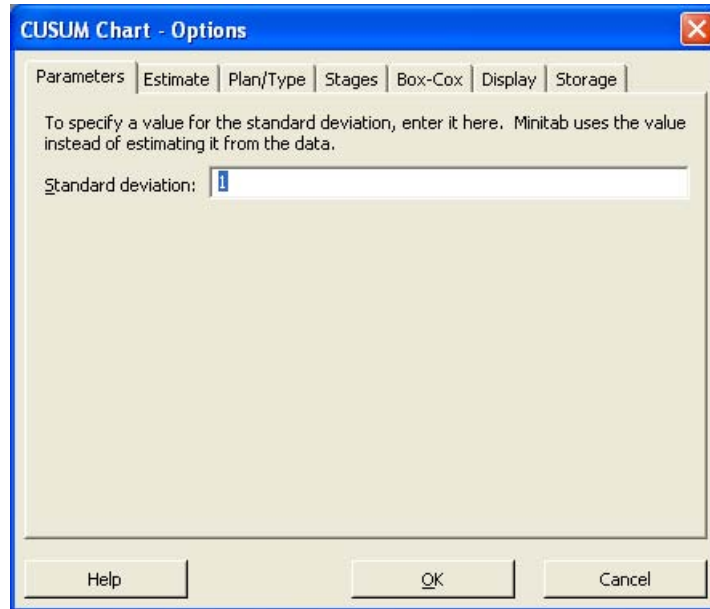 CUSUM Chart - Options
Parameters Estimate Plan/Type Stages Box-Cox Display Storage
To specify a value for the standard deviation, enter it here. Minitab uses the value
instead of estimating it from the data.
Standard deviation: 1
Help OK Cancel